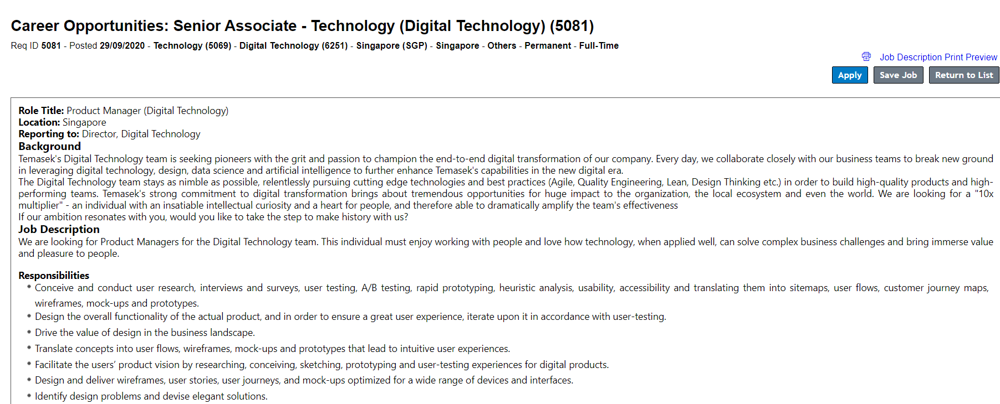 Career Opportunities: Senior Associate - Technology (Digital Technology) (5081)
Req ID 5081 - Posted 29/09/2020 - Technology (5069) - Digital Technology (6251) - Singapore (SGP) - Singapore - Others - Permanent - Full-Time
Job Description Print Preview
Apply Save Job Return to List
Role Title: Product Manager (Digital Technology)
Location: Singapore
Reporting to: Director, Digital Technology
Background
Temasek's Digital Technology team is seeking pioneers with the grit and passion to champion the end-to-end digital transformation of our company. Every day, we collaborate closely with our business teams to break new ground
in leveraging digital technology, design, data science and artificial intelligence to further enhance Temasek's capabilities in the new digital era.
The Digital Technology team stays as nimble as possible, relentlessly pursuing cutting edge technologies and best practices (Agile, Quality Engineering, Lean, Design Thinking etc.) in order to build high-quality products and high-
performing teams. Temasek's strong commitment to digital transformation brings about tremendous opportunities for huge impact to the organization, the local ecosystem and even the world. We are looking for a "10x
multiplier" - an individual with an insatiable intellectual curiosity and a heart for people, and therefore able to dramatically amplify the team's effectiveness
If our ambition resonates with you, would you like to take the step to make history with us?
Job Description
We are looking for Product Managers for the Digital Technology team. This individual must enjoy working with people and love how technology, when applied well, can solve complex business challenges and bring immerse value
and pleasure to people.
Responsibilities
• Conceive and conduct user research, interviews and surveys, user testing, A/B testing, rapid prototyping, heuristic analysis, usability, accessibility and translating them into sitemaps, user flows, customer journey maps,
wireframes, mock-ups and prototypes.
• Design the overall functionality of the actual product, and in order to ensure a great user experience, iterate upon it in accordance with user-testing.
• Drive the value of design in the business landscape.
• Translate concepts into user flows, wireframes, mock-ups and prototypes that lead to intuitive user experiences.
• Facilitate the users’ product vision by researching, conceiving, sketching, prototyping and user-testing experiences for digital products.
• Design and deliver wireframes, user stories, user journeys, and mock-ups optimized for a wide range of devices and interfaces.
• Identify design problems and devise elegant solutions.